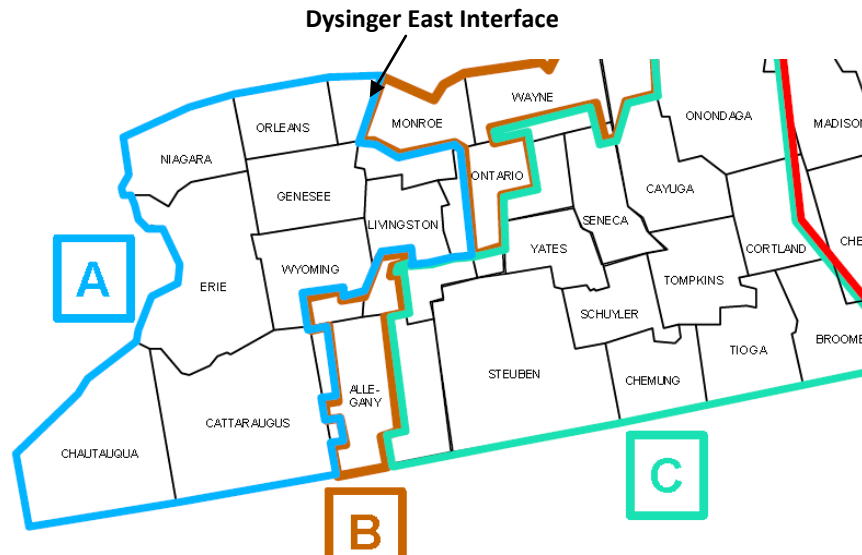 Dysinger East Interface
WAYNE
MONROE
ONONDAGA
ORLEANS
MADISON
NIAGARA
ONTARIO
CAYUGA
GENESEE
SENECA
LIVINGSTON
YATES
CORTLAND
CHE
WYOMING
A
ERIE
TOMPKINS
SCHUYLER
BROOME
TIOGA
STEUBEN
CHEMUNG
ALLE-
GANY
CATTARAUGUS
CHAUTAUQUA
C
B